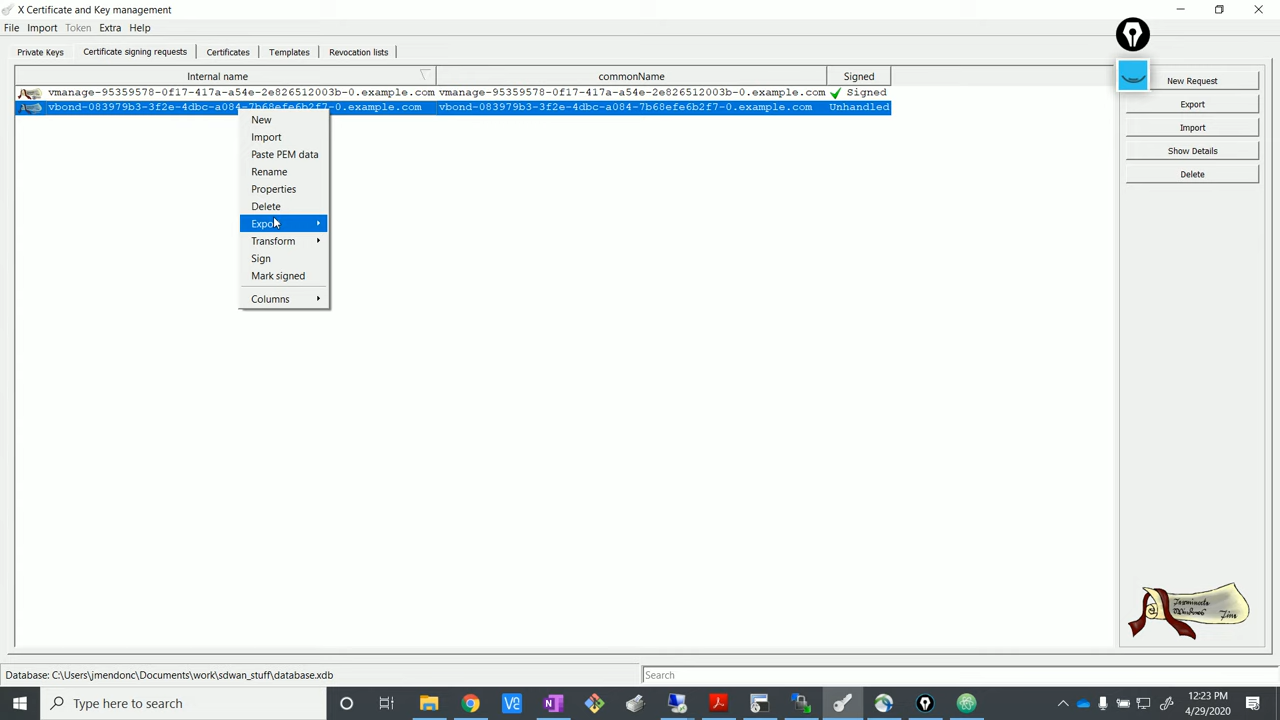 X Certificate and Key management
File Import Token Extra Help
Private Keys Certificate signing requests Certificates Templates Revocation lists
Internal name commonName Signed
vmanage-95359578-0f17-417a-a54e-2e826512003b-0.example.com vmanage-95359578-0f17-417a-a54e-2e826512003b-0.example.com Signed
vbond-083979b3-3f2e-4dbc-a084-7b68efe6b2f7-0.example.com vbond-083979b3-3f2e-4dbc-a084-7b68efe6b2f7-0.example.com Unhandled
New
Import
Paste PEM data
Rename
Properties
Delete
Export
Transform
Sign
Mark signed
Columns
New Request
Export
Import
Show Details
Delete
Database: C:\Users\jmendonc\Documents\work\sdwan_stuff\database.xdb
Search
Type here to search
12:23 PM
4/29/2020